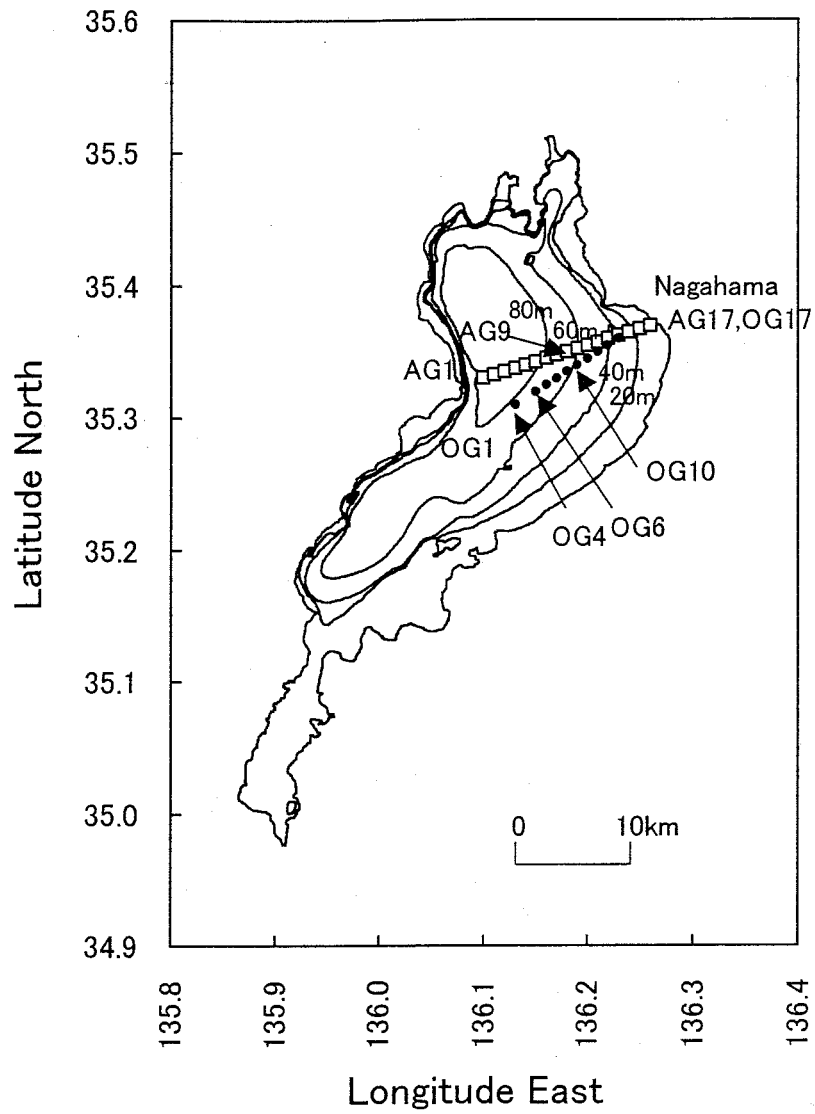 35.6
35.5
35.4
35.3
35.2
35.1
35.0
34.9
Latitude North
Nagahama
80m
AG9
60m
AG17,OG17
AG1
40m
20m
OG1
OG10
OG4
OG6
0
10km
135.8
135.9
136.0
136.1
136.2
136.3
136.4
Longitude East